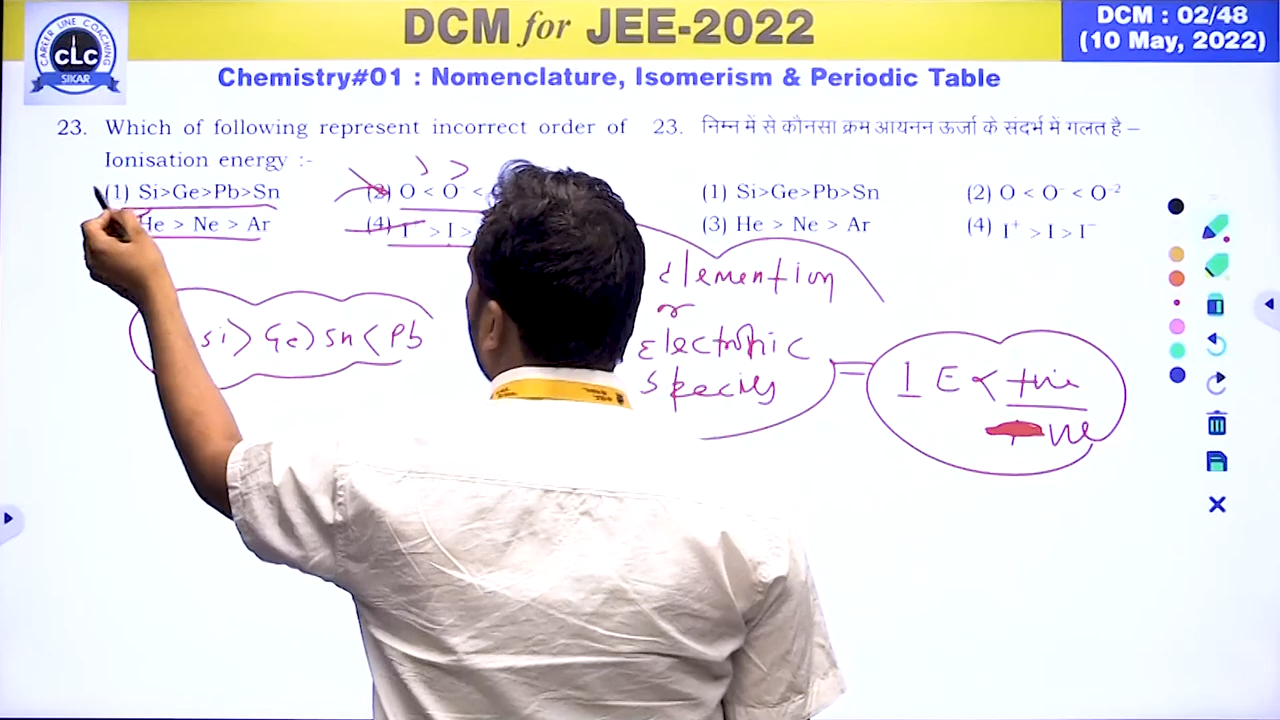 DCM for JEE-2022
DCM : 02/48
(10 May, 2022)
CAREER LINE COACHING
CLC
SIKAR
Chemistry#01 : Nomenclature, Isomerism & Periodic Table
23. Which of following represent incorrect order of
Ionisation energy :-
(1) Si>Ge>Pb>Sn
(2) O < O⁻ <
He > Ne > Ar
(4) I⁺ > I >
23. निम्न में से कौनसा क्रम आयनन ऊर्जा के संदर्भ में गलत है –
(1) Si>Ge>Pb>Sn
(2) O < O⁻ < O⁻²
(3) He > Ne > Ar
(4) I⁺ > I > I⁻
> >
si > Ge > Sn < Pb
or
Electronic
species
=
I E